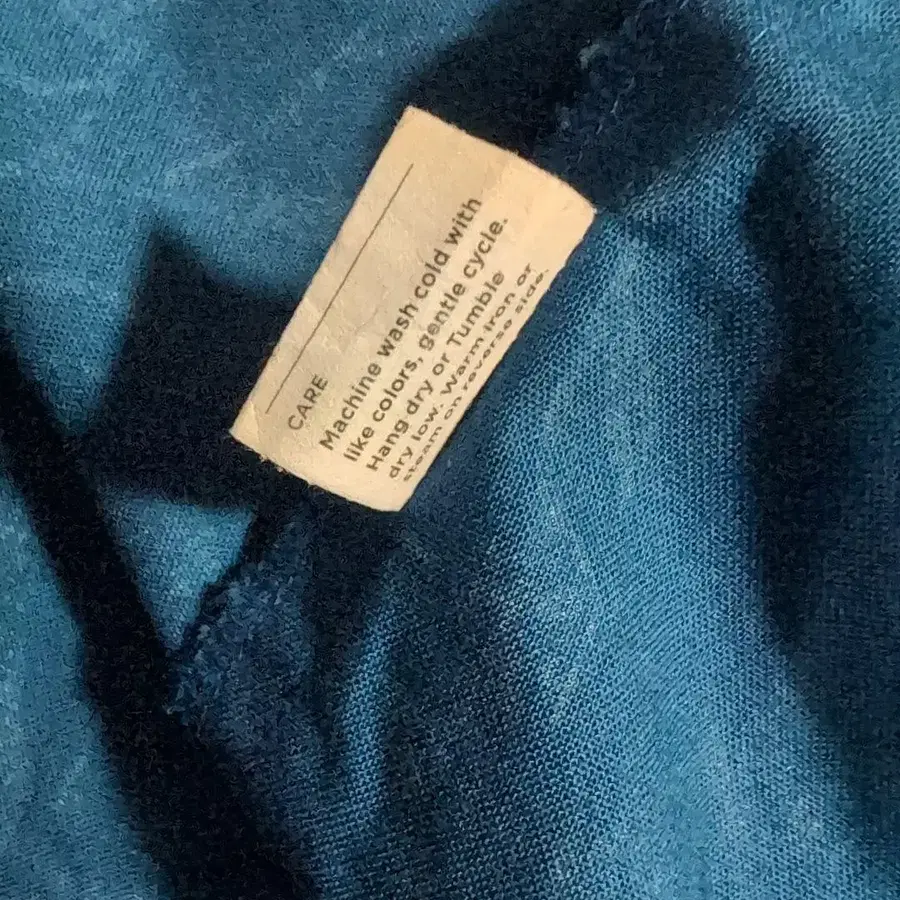 CARE
Machine wash cold with
like colors, gentle cycle.
Hang dry or Tumble
dry low. Warm iron or
steam on reverse side.